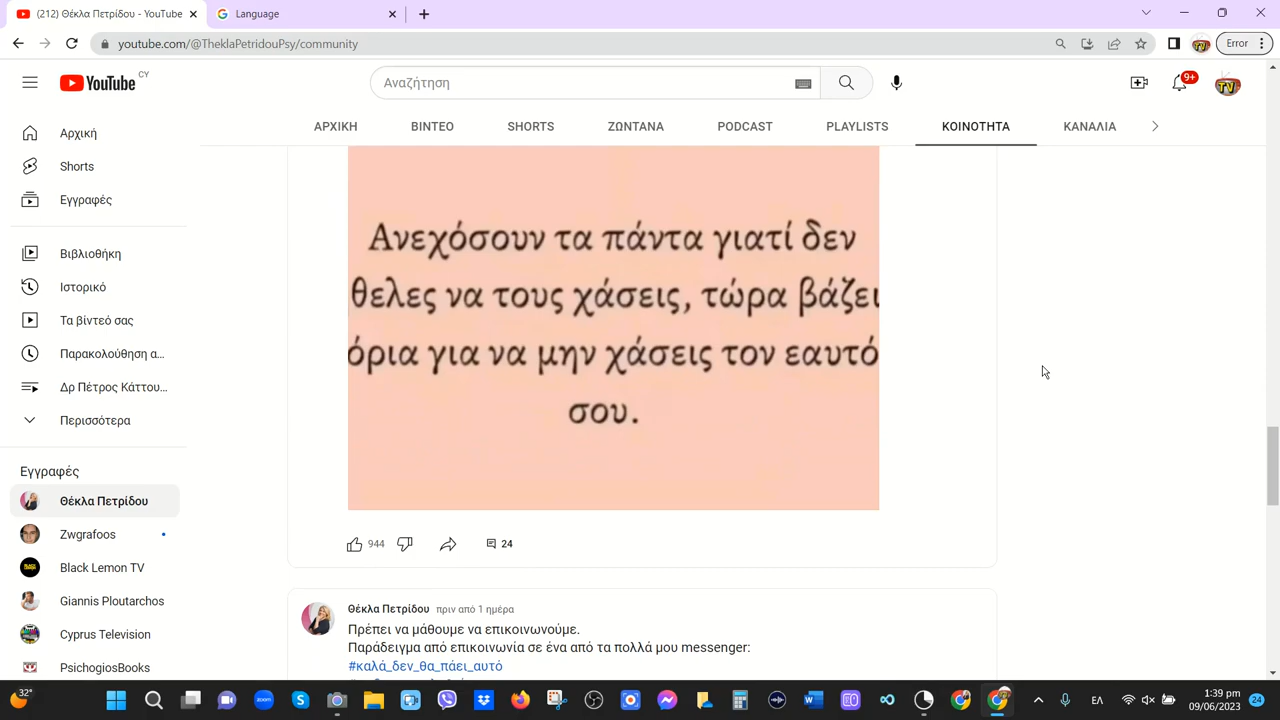 (212) Θέκλα Πετρίδου - YouTube
Language
youtube.com/@TheklaPetridouPsy/community
Error
YouTube CY
Αναζήτηση
9+
TV
ΑΡΧΙΚΗ ΒΙΝΤΕΟ SHORTS ΖΩΝΤΑΝΑ PODCAST PLAYLISTS ΚΟΙΝΟΤΗΤΑ ΚΑΝΑΛΙΑ
Αρχική
Shorts
Εγγραφές
Βιβλιοθήκη
Ιστορικό
Τα βίντεό σας
Παρακολούθηση α...
Δρ Πέτρος Κάττου...
Περισσότερα
Εγγραφές
Θέκλα Πετρίδου
Zwgrafoos
Black Lemon TV
Giannis Ploutarchos
Cyprus Television
PsichogiosBooks
Ανεχόσουν τα πάντα γιατί δεν
θελες να τους χάσεις, τώρα βάζει
όρια για να μην χάσεις τον εαυτό
σου.
944
24
Θέκλα Πετρίδου πριν από 1 ημέρα
Πρέπει να μάθουμε να επικοινωνούμε.
Παράδειγμα από επικοινωνία σε ένα από τα πολλά μου messenger:
#καλά_δεν_θα_πάει_αυτό
32°
zoom
ΕΛ
1:39 pm
09/06/2023
24